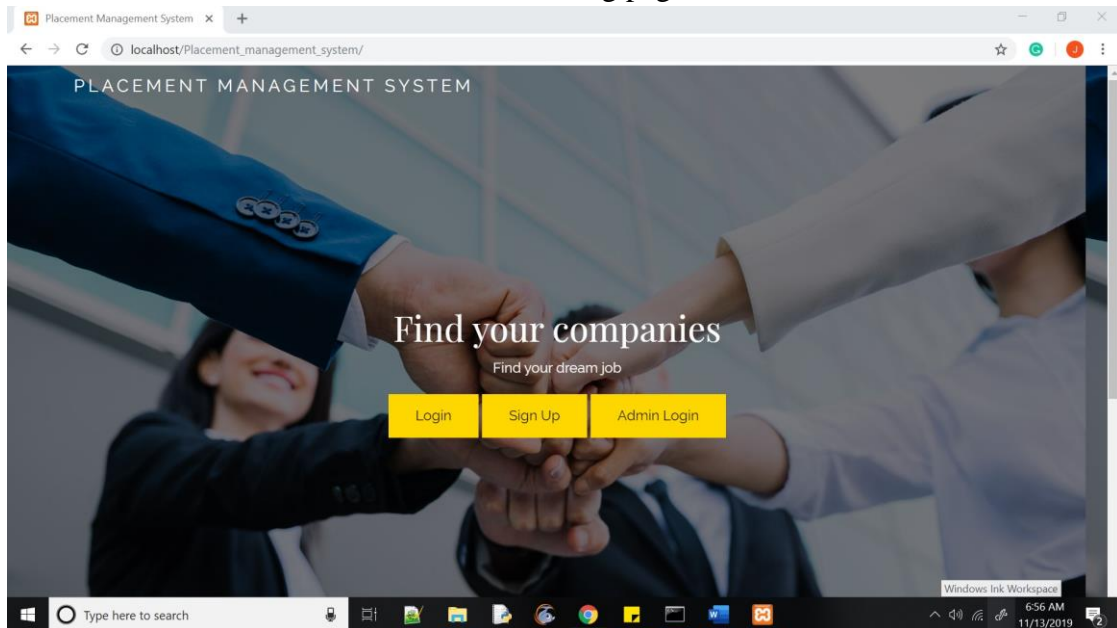 Placement Management System
localhost/Placement_management_system/
J
PLACEMENT MANAGEMENT SYSTEM
Find your companies
Find your dream job
Login Sign Up Admin Login
Windows Ink Workspace
Type here to search
6:56 AM
11/13/2019
2